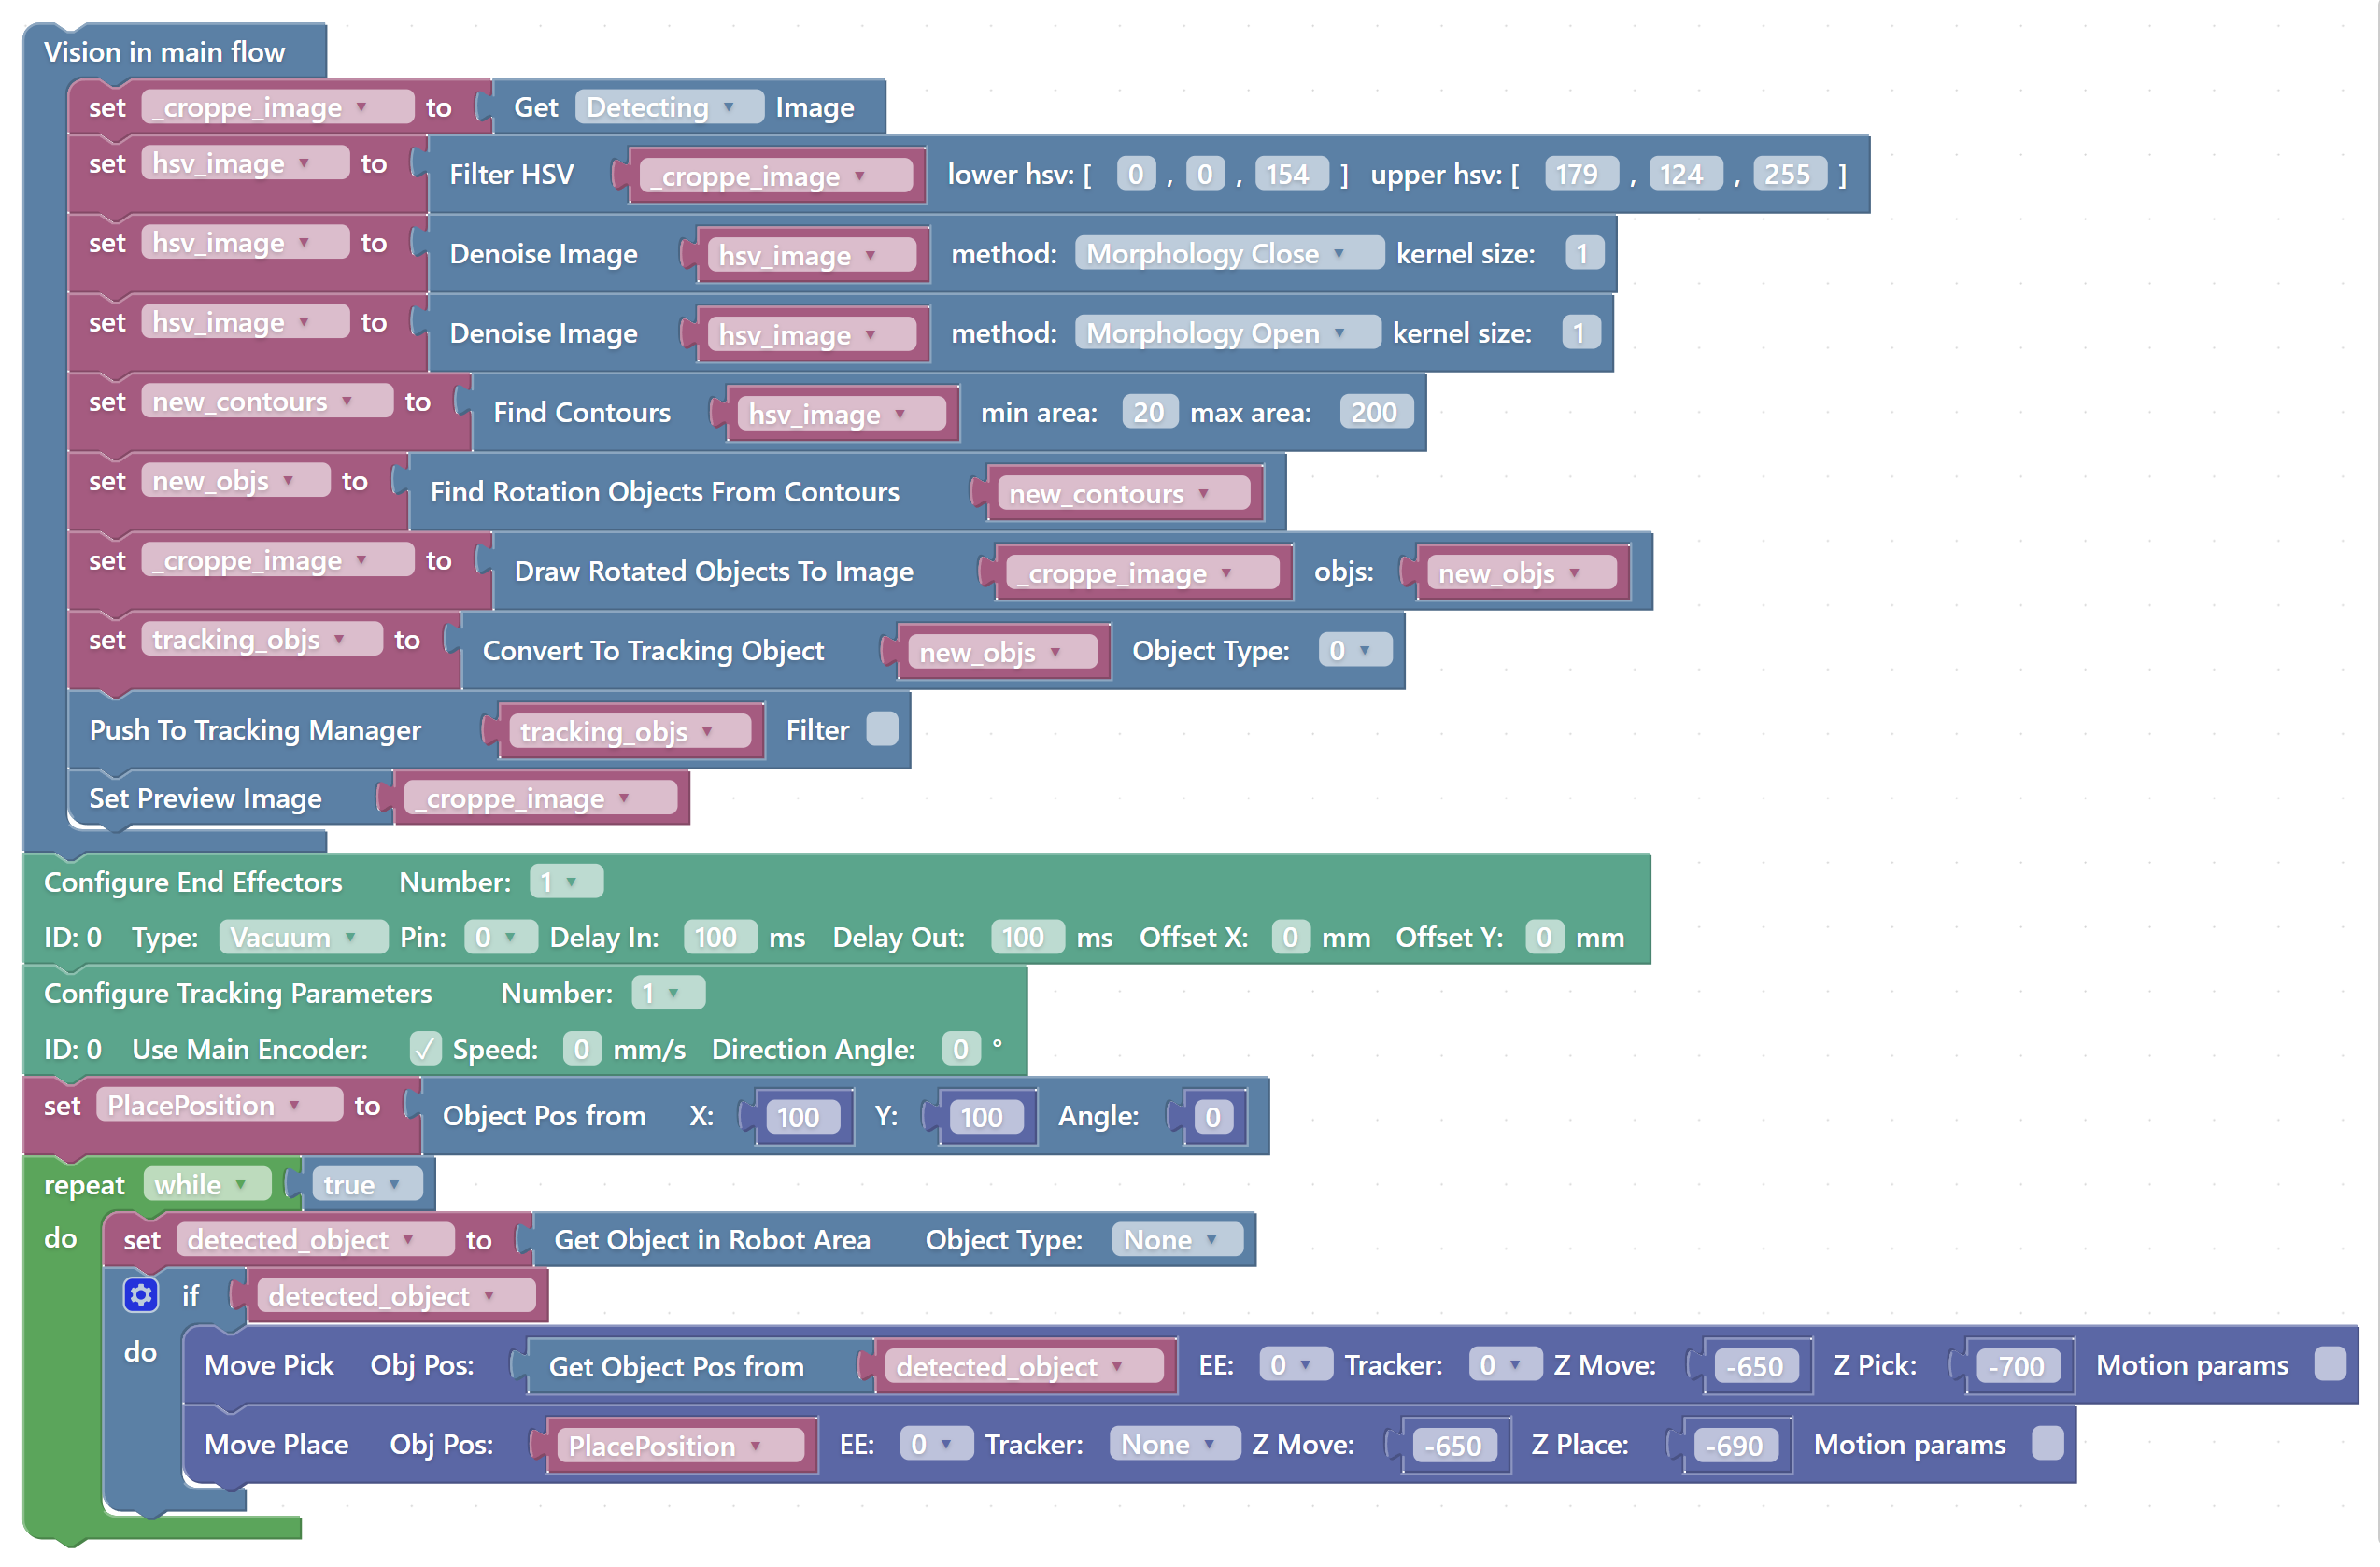 Vision in main flow
set _croppe_image to Get Detecting Image
set hsv_image to Filter HSV _croppe_image lower hsv: [ 0 , 0 , 154 ] upper hsv: [ 179 , 124 , 255 ]
set hsv_image to Denoise Image hsv_image method: Morphology Close kernel size: 1
set hsv_image to Denoise Image hsv_image method: Morphology Open kernel size: 1
set new_contours to Find Contours hsv_image min area: 20 max area: 200
set new_objs to Find Rotation Objects From Contours new_contours
set _croppe_image to Draw Rotated Objects To Image _croppe_image objs: new_objs
set tracking_objs to Convert To Tracking Object new_objs Object Type: 0
Push To Tracking Manager tracking_objs Filter
Set Preview Image _croppe_image
Configure End Effectors Number: 1
ID: 0 Type: Vacuum Pin: 0 Delay In: 100 ms Delay Out: 100 ms Offset X: 0 mm Offset Y: 0 mm
Configure Tracking Parameters Number: 1
ID: 0 Use Main Encoder: ✓ Speed: 0 mm/s Direction Angle: 0 °
set PlacePosition to Object Pos from X: 100 Y: 100 Angle: 0
repeat while true
do set detected_object to Get Object in Robot Area Object Type: None
if detected_object
do Move Pick Obj Pos: Get Object Pos from detected_object EE: 0 Tracker: 0 Z Move: -650 Z Pick: -700 Motion params
Move Place Obj Pos: PlacePosition EE: 0 Tracker: None Z Move: -650 Z Place: -690 Motion params